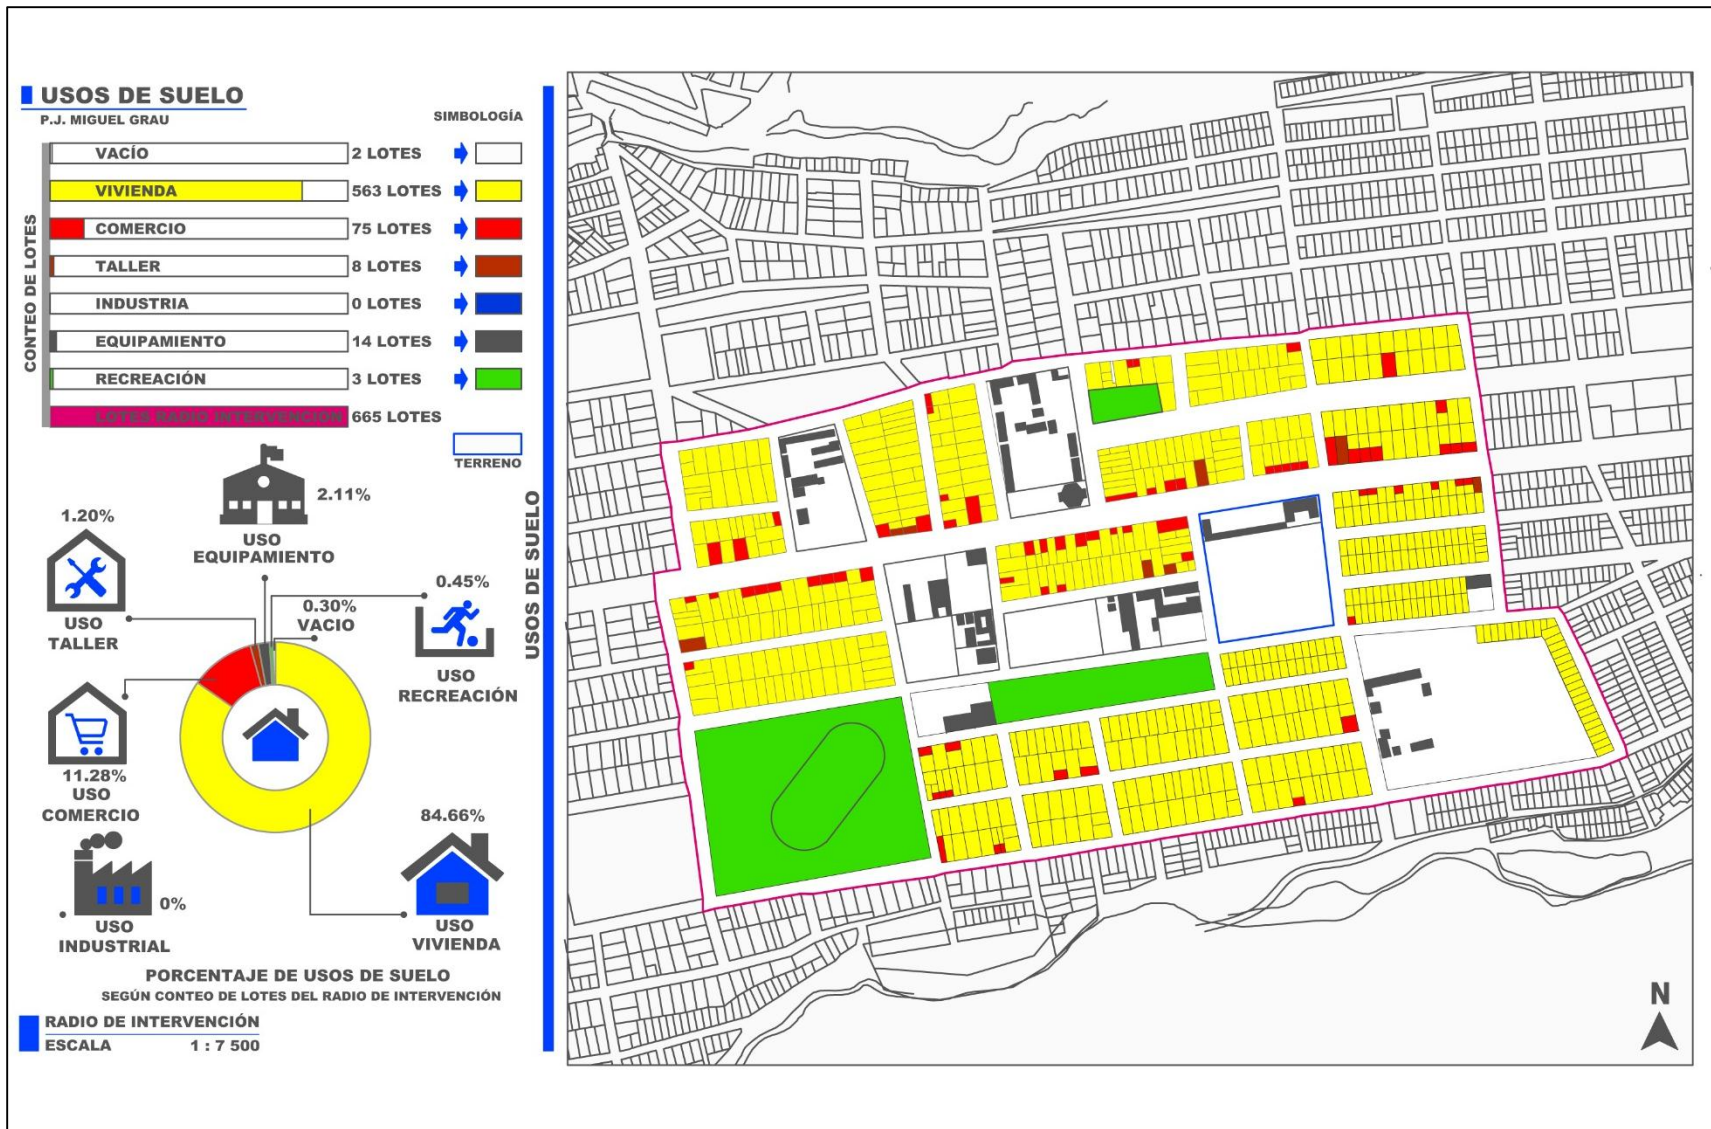 USOS DE SUELO
P.J. MIGUEL GRAU
SIMBOLOGÍA
CONTEO DE LOTES
VACÍO 2 LOTES
VIVIENDA 563 LOTES
COMERCIO 75 LOTES
TALLER 8 LOTES
INDUSTRIA 0 LOTES
EQUIPAMIENTO 14 LOTES
RECREACIÓN 3 LOTES
LOTES RADIO INTERVENCIÓN 665 LOTES
TERRENO
USOS DE SUELO
2.11%
USO
EQUIPAMIENTO
1.20%
USO
TALLER
0.45%
USO
RECREACIÓN
0.30%
VACIO
11.28%
USO
COMERCIO
84.66%
USO
VIVIENDA
0%
USO
INDUSTRIAL
PORCENTAJE DE USOS DE SUELO
SEGÚN CONTEO DE LOTES DEL RADIO DE INTERVENCIÓN
RADIO DE INTERVENCIÓN
ESCALA 1 : 7 500
N